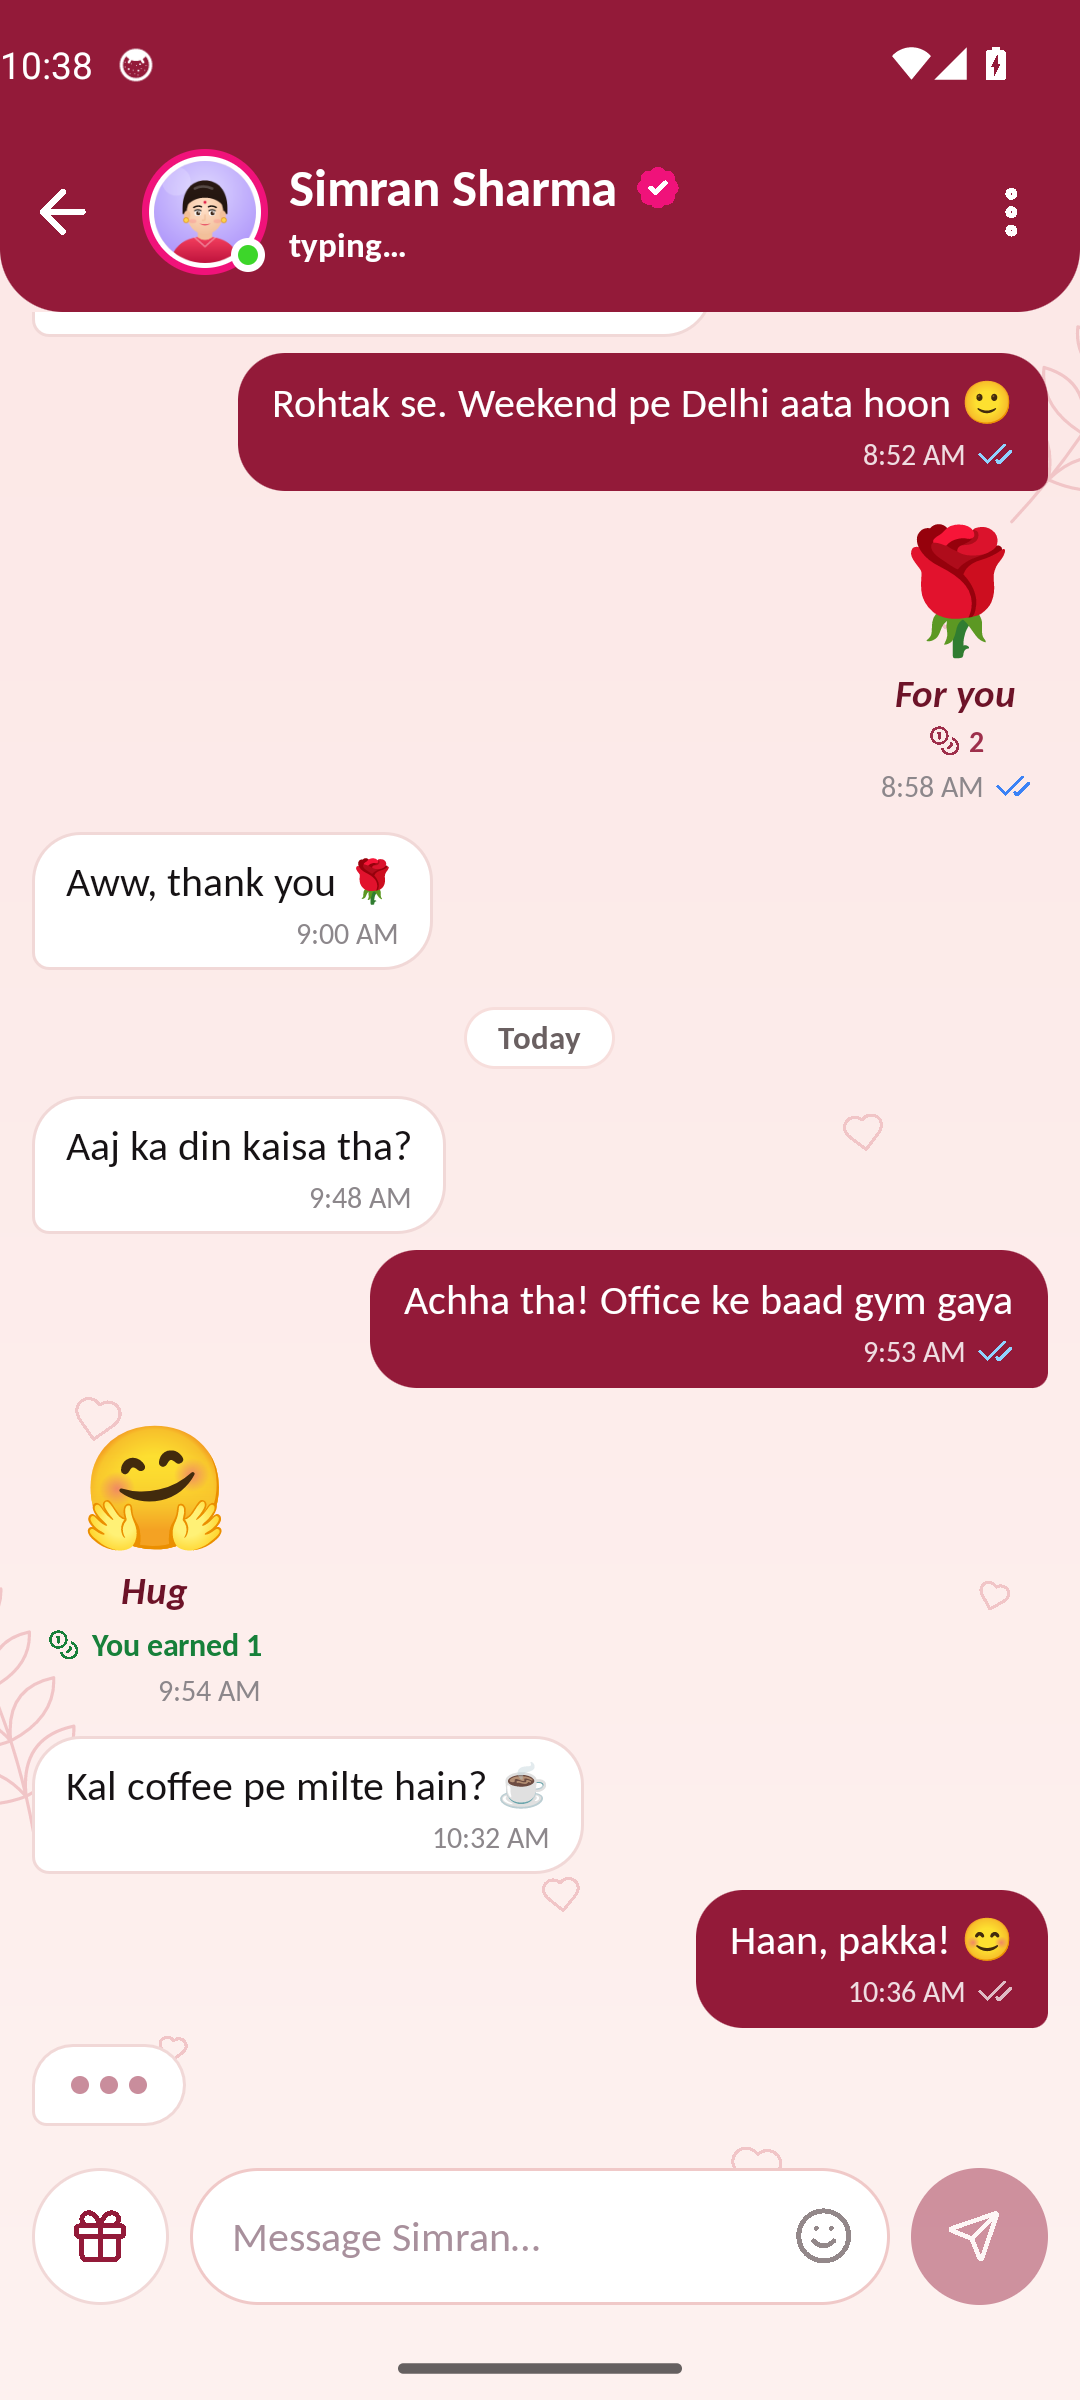 10:38
Simran Sharma
typing...
Rohtak se. Weekend pe Delhi aata hoon 🙂
8:52 AM
For you
2
8:58 AM
Aww, thank you 🌹
9:00 AM
Today
Aaj ka din kaisa tha?
9:48 AM
Achha tha! Office ke baad gym gaya
9:53 AM
Hug
You earned 1
9:54 AM
Kal coffee pe milte hain? ☕
10:32 AM
Haan, pakka! 😊
10:36 AM
Message Simran...